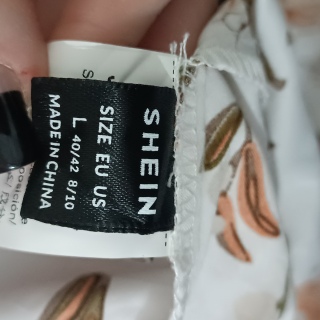 SHEIN
SIZE EU US
L 40/42 8/10
MADE IN CHINA